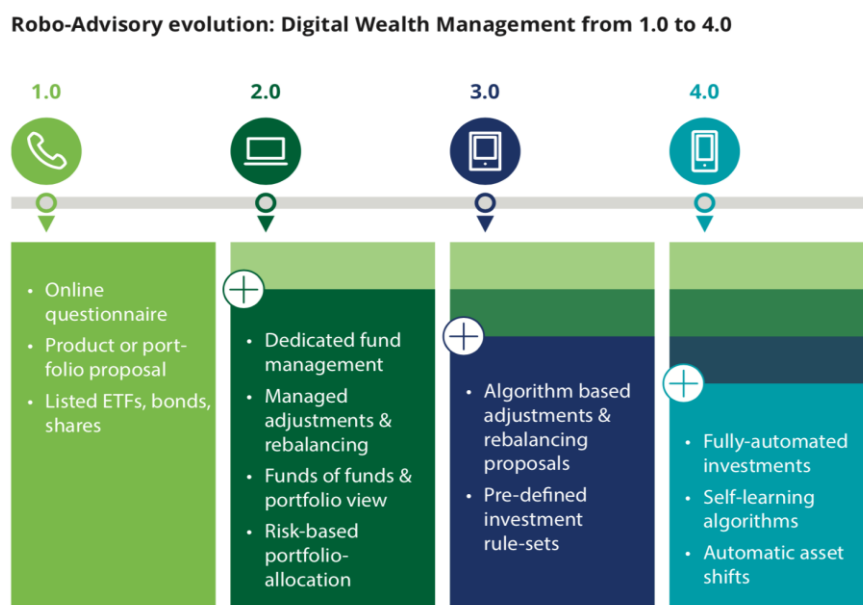 Robo-Advisory evolution: Digital Wealth Management from 1.0 to 4.0
1.0
2.0
3.0
4.0
• Online
questionnaire
• Product or port-
folio proposal
• Listed ETFs, bonds,
shares
• Dedicated fund
management
• Managed
adjustments &
rebalancing
• Funds of funds &
portfolio view
• Risk-based
portfolio-
allocation
• Algorithm based
adjustments &
rebalancing
proposals
• Pre-defined
investment
rule-sets
• Fully-automated
investments
• Self-learning
algorithms
• Automatic asset
shifts